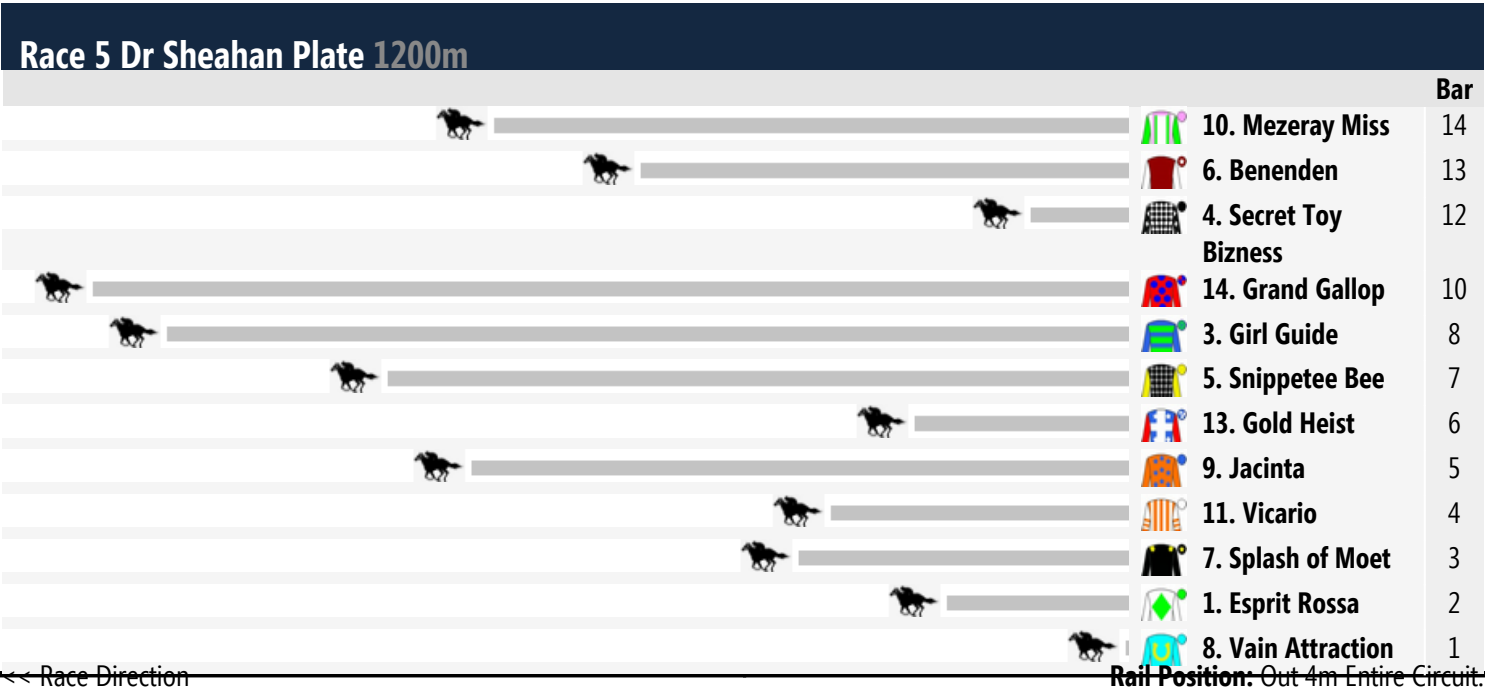 Race 5 Dr Sheahan Plate 1200m
Bar
10. Mezeray Miss 14
6. Benenden 13
4. Secret Toy 12
Bizness
14. Grand Gallop 10
3. Girl Guide 8
5. Snippetee Bee 7
13. Gold Heist 6
9. Jacinta 5
11. Vicario 4
7. Splash of Moet 3
1. Esprit Rossa 2
8. Vain Attraction 1
<< Race Direction Rail Position: Out 4m Entire Circuit.